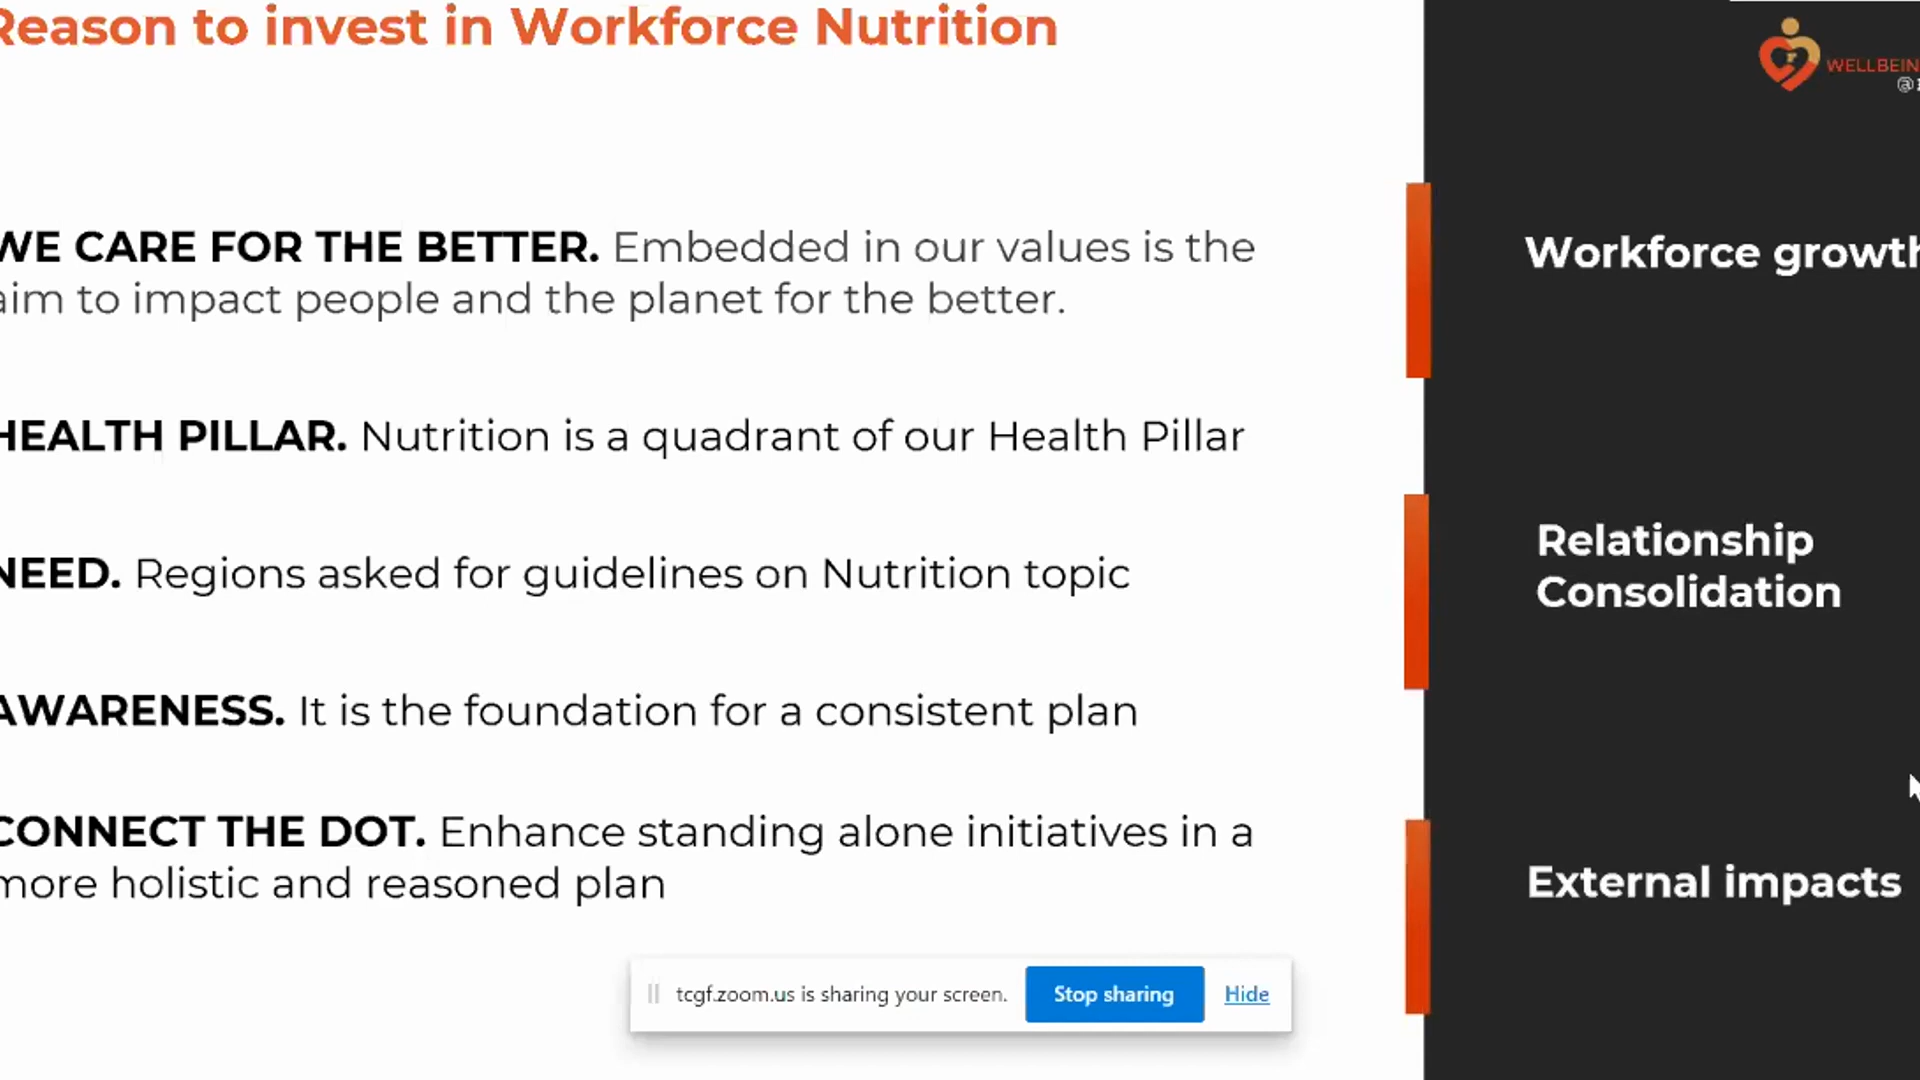 Reason to invest in Workforce Nutrition
WELLBEIN
@
WE CARE FOR THE BETTER. Embedded in our values is the
aim to impact people and the planet for the better.
HEALTH PILLAR. Nutrition is a quadrant of our Health Pillar
NEED. Regions asked for guidelines on Nutrition topic
AWARENESS. It is the foundation for a consistent plan
CONNECT THE DOT. Enhance standing alone initiatives in a
more holistic and reasoned plan
Workforce growth
Relationship
Consolidation
External impacts
tcgf.zoom.us is sharing your screen. Stop sharing Hide